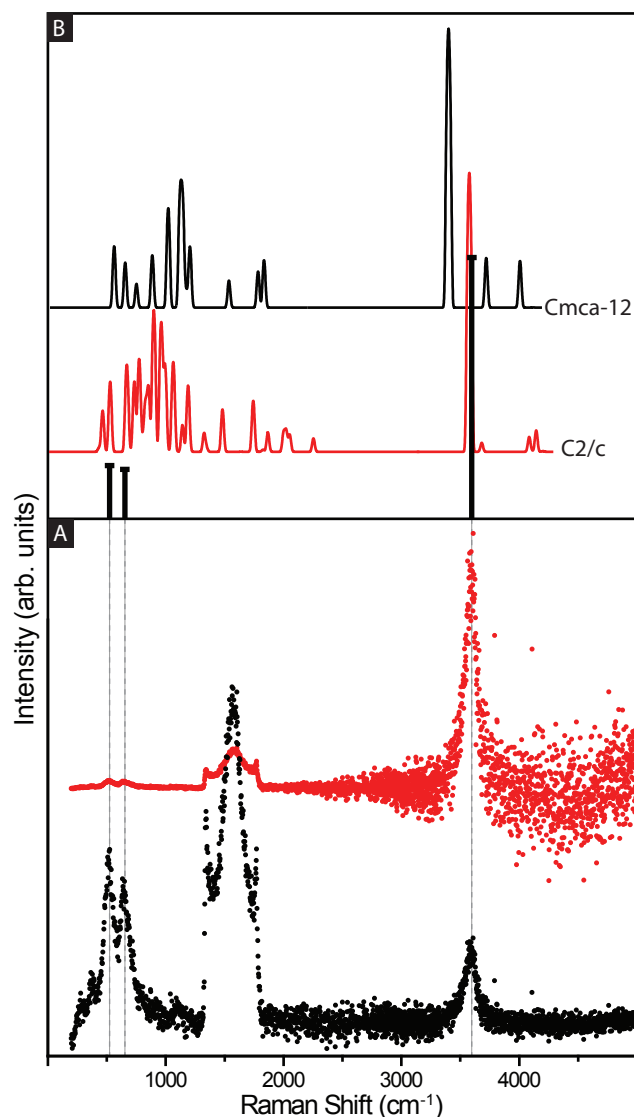 B
Cmca-12
C2/c
A
Intensity (arb. units)
1000 2000 3000 4000
Raman Shift (cm⁻¹)